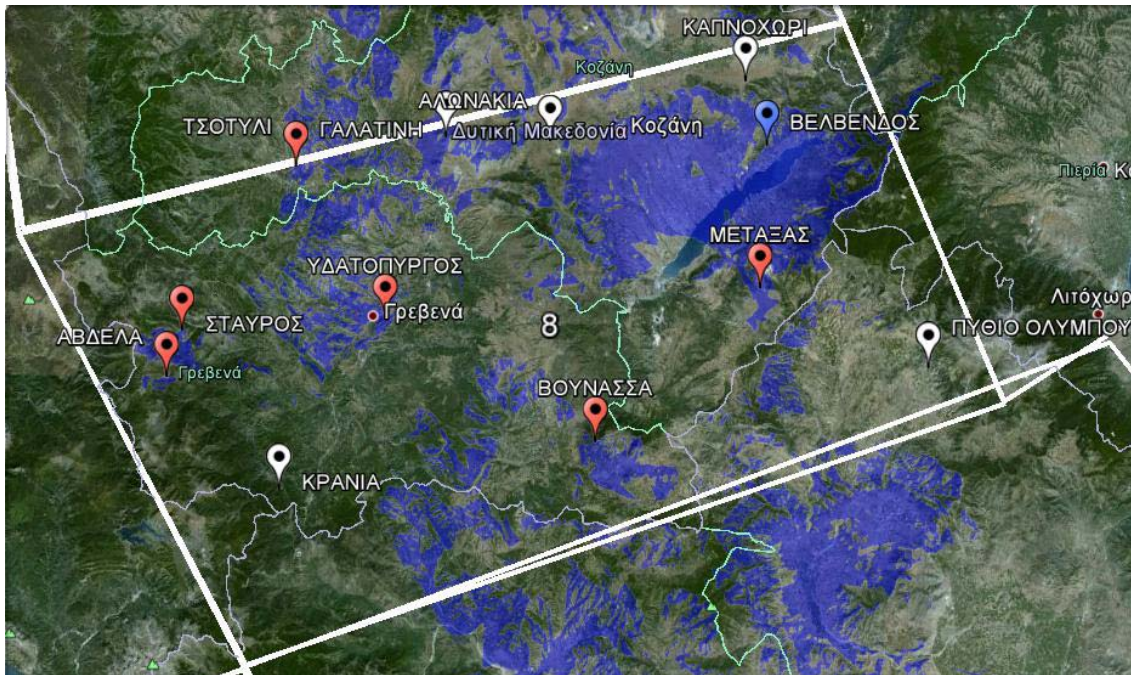 ΚΑΠΝΟΧΩΡΙ
Κοζάνη
ΑΛΩΝΑΚΙΑ
ΤΣΟΤΥΛΙ
ΓΑΛΑΤΙΝΗ
Δυτική Μακεδονία
Κοζάνη
ΒΕΛΒΕΝΔΟΣ
Πιερία
ΜΕΤΑΞΑΣ
ΥΔΑΤΟΠΥΡΓΟΣ
Γρεβενά
ΣΤΑΥΡΟΣ
ΑΒΔΕΛΑ
Γρεβενά
8
Λιτόχωρ
ΠΥΘΙΟ ΟΛΥΜΠΟΥ
ΒΟΥΝΑΣΣΑ
ΚΡΑΝΙΑ